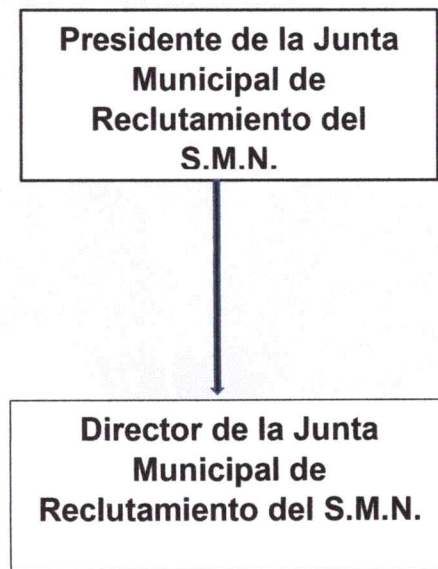 Presidente de la Junta
Municipal de
Reclutamiento del
S.M.N.
Director de la Junta
Municipal de
Reclutamiento del S.M.N.